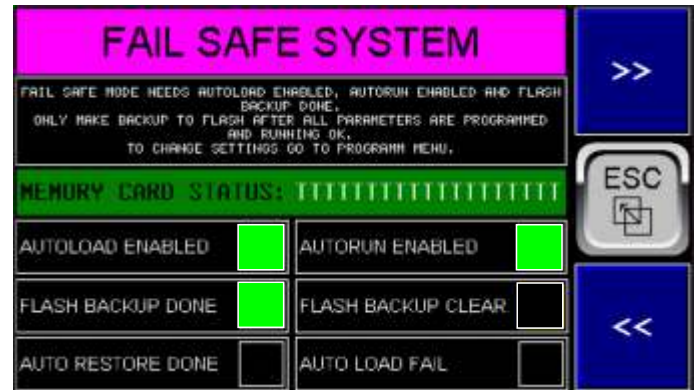 FAIL SAFE SYSTEM
>>
FAIL SAFE MODE NEEDS AUTOLOAD ENABLED, AUTORUN ENABLED AND FLASH
BACKUP DONE.
ONLY MAKE BACKUP TO FLASH AFTER ALL PARAMETERS ARE PROGRAMMED
AND RUNNING OK.
TO CHANGE SETTINGS GO TO PROGRAMM MENU.
ESC
MEMORY CARD STATUS: TTTTTTTTTTTTTTTTTTTT
AUTOLOAD ENABLED
AUTORUN ENABLED
FLASH BACKUP DONE
FLASH BACKUP CLEAR
<<
AUTO RESTORE DONE
AUTO LOAD FAIL